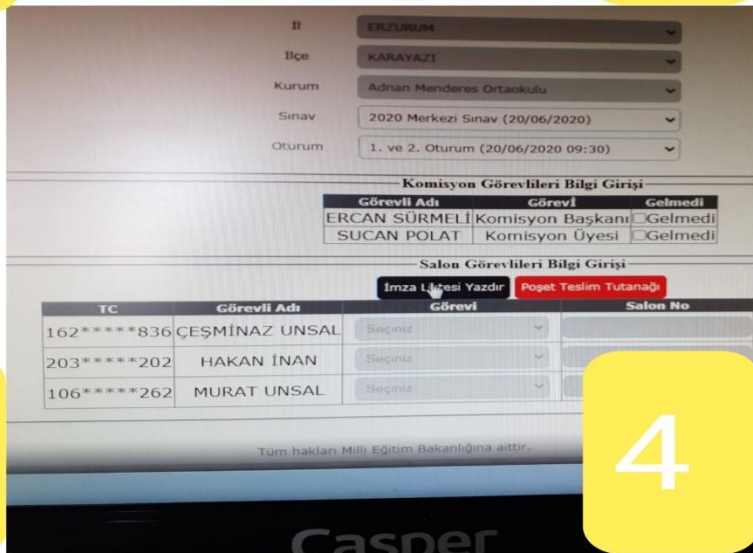 İl ERZURUM
İlçe KARAYAZI
Kurum Adnan Menderes Ortaokulu
Sınav 2020 Merkezi Sınav (20/06/2020)
Oturum 1. ve 2. Oturum (20/06/2020 09:30)
Komisyon Görevlileri Bilgi Girişi
Görevli Adı Görevi Gelmedi
ERCAN SÜRMELİ Komisyon Başkanı Gelmedi
SUCAN POLAT Komisyon Üyesi Gelmedi
Salon Görevlileri Bilgi Girişi
İmza Listesi Yazdır Poşet Teslim Tutanağı
TC Görevli Adı Görevi Salon No
162*****836 ÇEŞMİNAZ UNSAL Seçiniz
203*****202 HAKAN İNAN Seçiniz
106*****262 MURAT UNSAL Seçiniz
4
Tüm hakları Milli Eğitim Bakanlığına aittir.
Casper